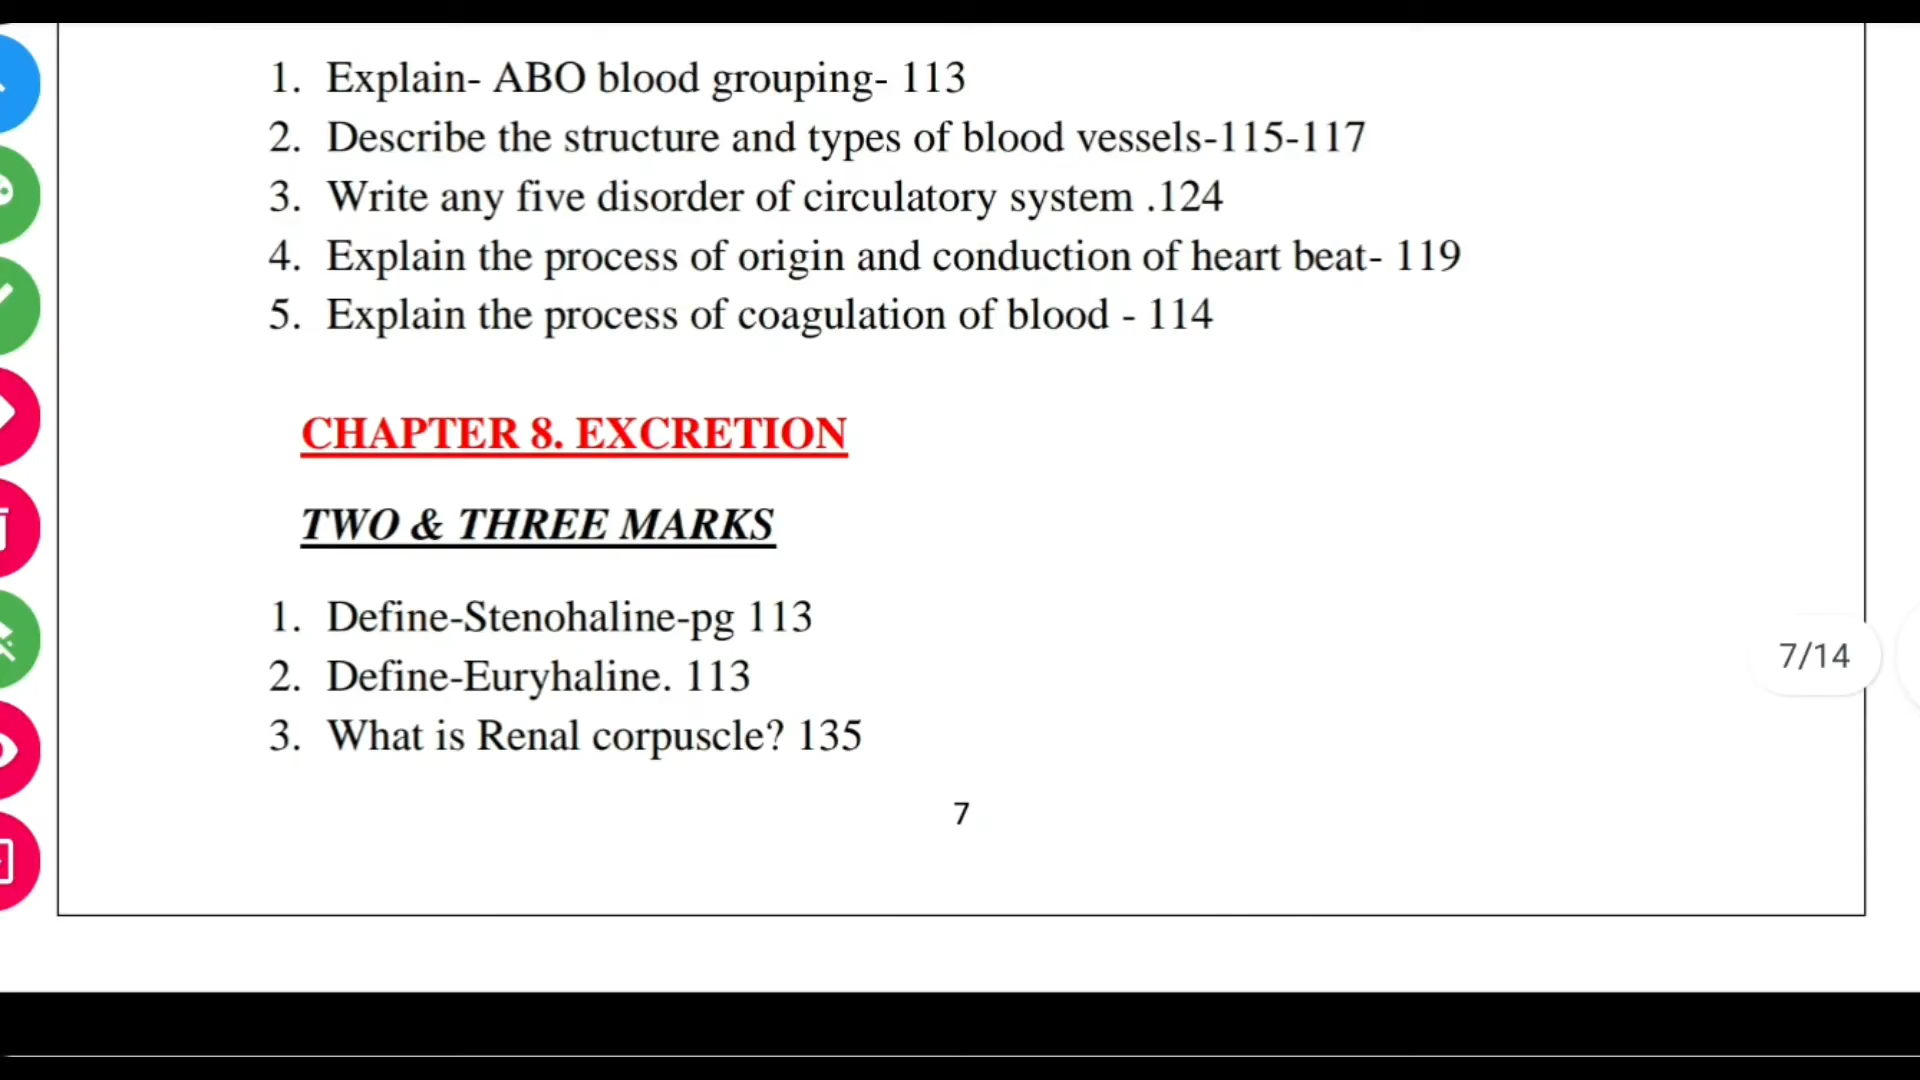 1. Explain- ABO blood grouping- 113
2. Describe the structure and types of blood vessels-115-117
3. Write any five disorder of circulatory system .124
4. Explain the process of origin and conduction of heart beat- 119
5. Explain the process of coagulation of blood - 114
CHAPTER 8. EXCRETION
TWO & THREE MARKS
1. Define-Stenohaline-pg 113
2. Define-Euryhaline. 113
7/14
3. What is Renal corpuscle? 135
7